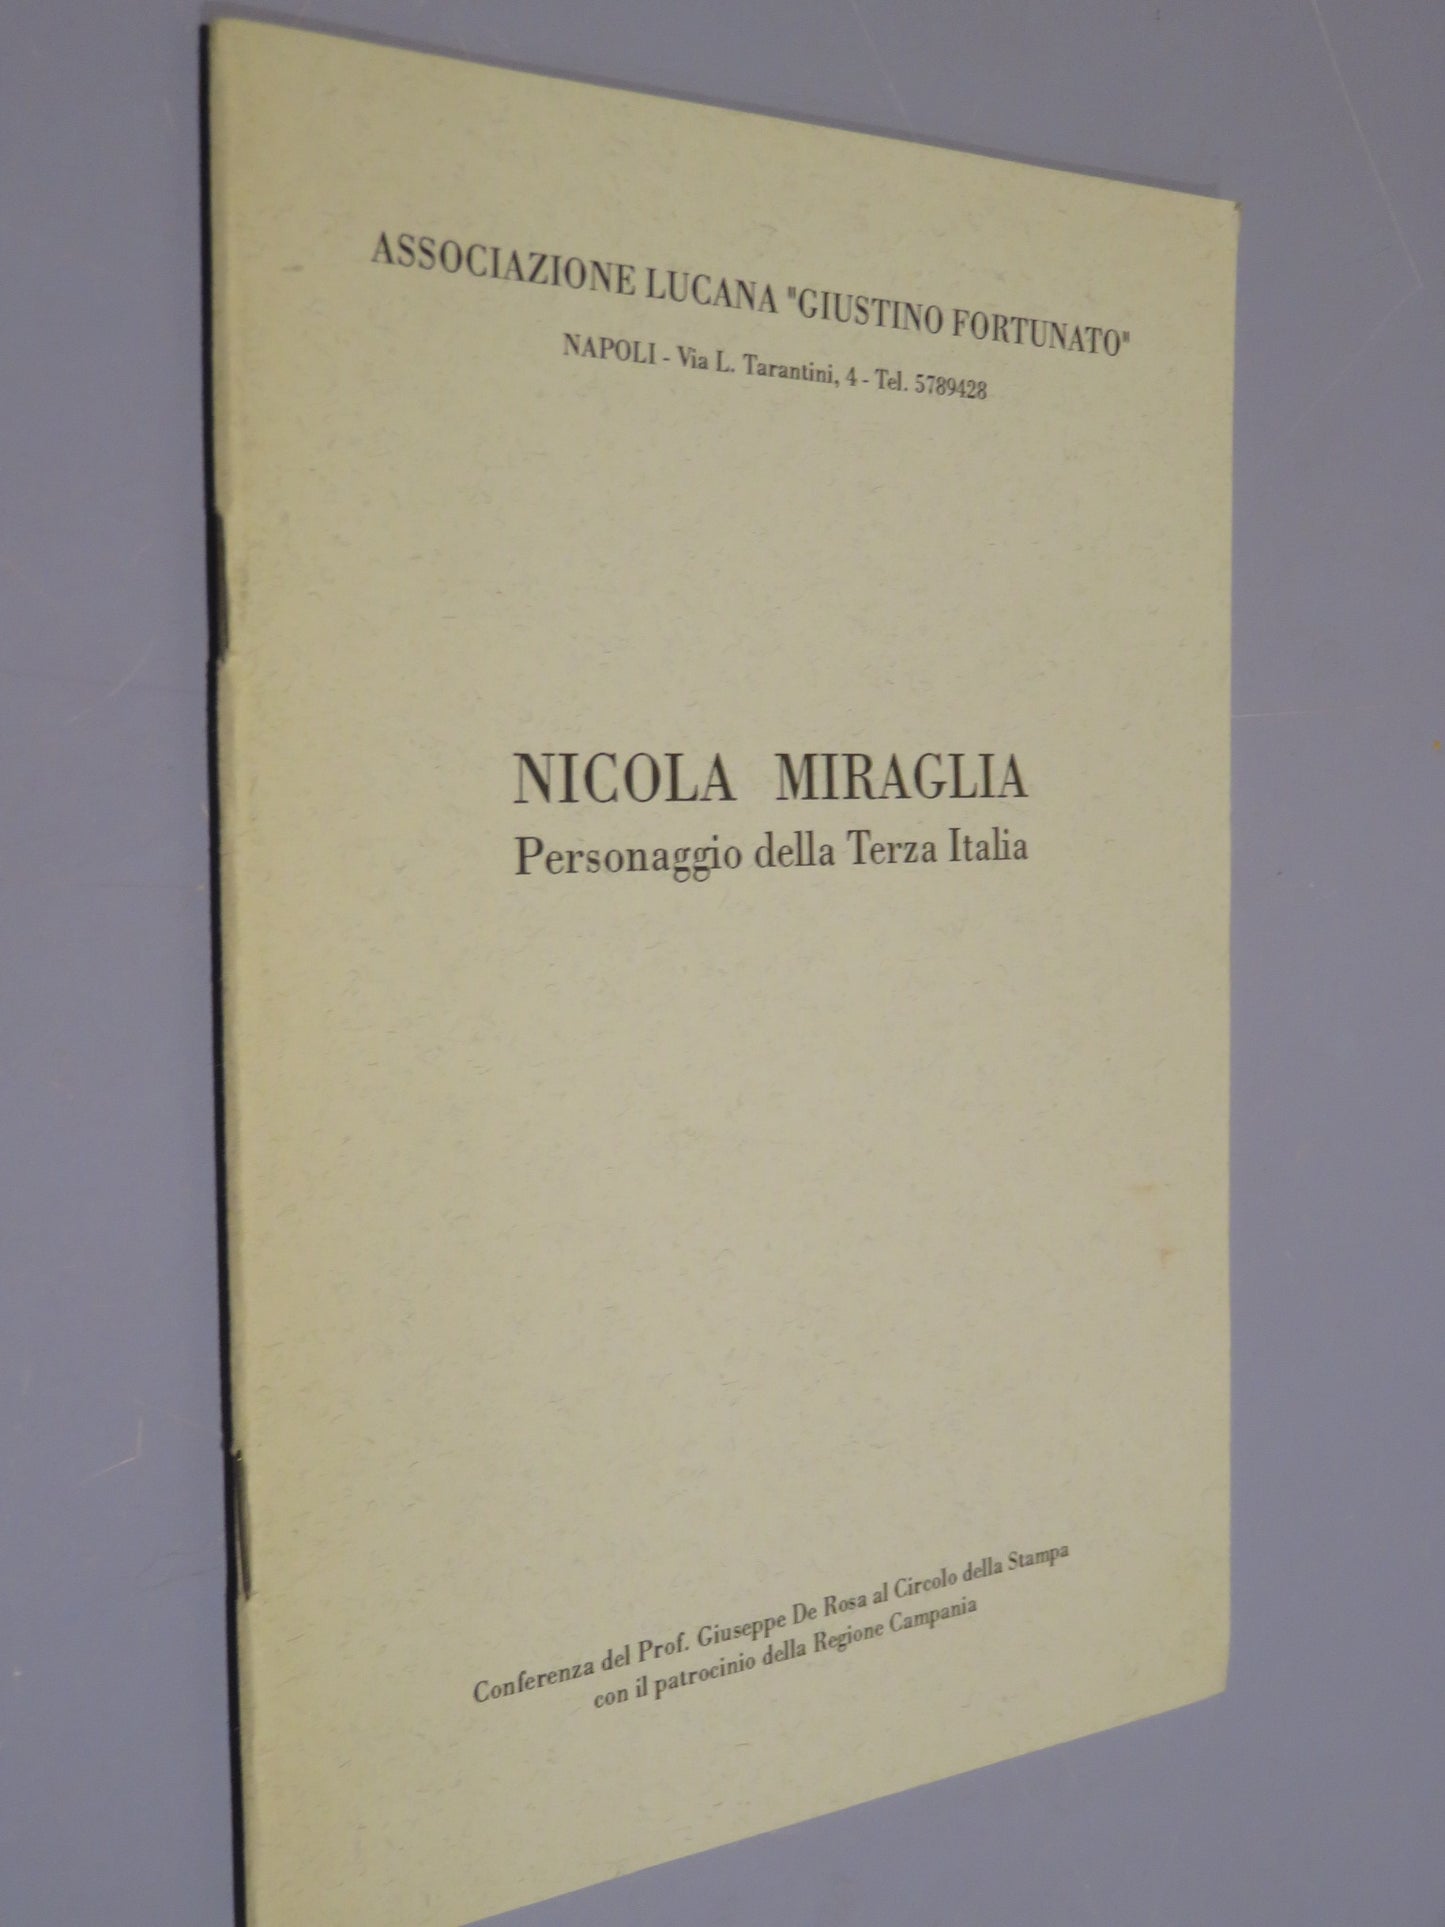 ASSOCIAZIONE LUCANA "GIUSTINO FORTUNATO"
NAPOLI - Via L. Tarantini, 4 - Tel. 5789428
NICOLA MIRAGLIA
Personaggio della Terza Italia
Conferenza del Prof. Giuseppe De Rosa al Circolo della Stampa
con il patrocinio della Regione Campania